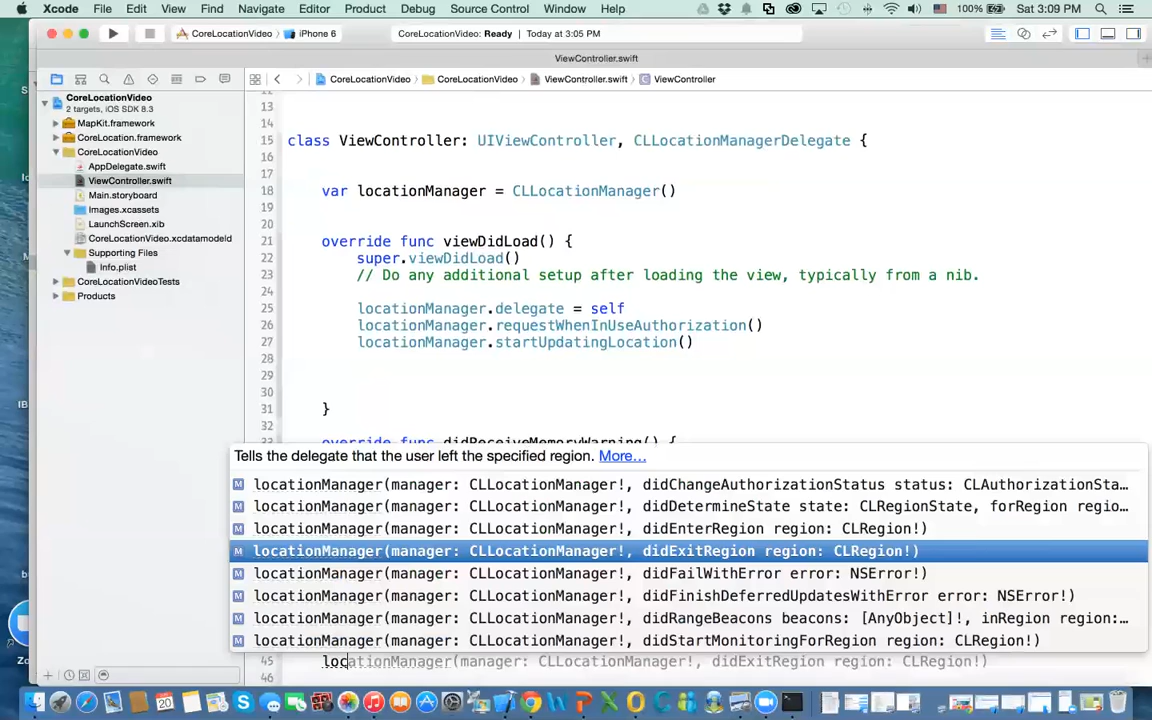 Xcode File Edit View Find Navigate Editor Product Debug Source Control Window Help 100% Sat 3:09 PM
CoreLocationVideo iPhone 6 CoreLocationVideo: Ready Today at 3:05 PM
ViewController.swift
CoreLocationVideo CoreLocationVideo ViewController.swift ViewController
CoreLocationVideo
2 targets, iOS SDK 8.3
MapKit.framework
CoreLocation.framework
CoreLocationVideo
AppDelegate.swift
ViewController.swift
Main.storyboard
Images.xcassets
LaunchScreen.xib
CoreLocationVideo.xcdatamodeld
Supporting Files
Info.plist
CoreLocationVideoTests
Products
13
14
15 class ViewController: UIViewController, CLLocationManagerDelegate {
16
17
18 var locationManager = CLLocationManager()
19
20
21 override func viewDidLoad() {
22 super.viewDidLoad()
23 // Do any additional setup after loading the view, typically from a nib.
24
25 locationManager.delegate = self
26 locationManager.requestWhenInUseAuthorization()
27 locationManager.startUpdatingLocation()
28
29
30
31 }
32
override func didReceiveMemoryWarning() {
Tells the delegate that the user left the specified region. More...
M locationManager(manager: CLLocationManager!, didChangeAuthorizationStatus status: CLAuthorizationSta…
M locationManager(manager: CLLocationManager!, didDetermineState state: CLRegionState, forRegion regio…
M locationManager(manager: CLLocationManager!, didEnterRegion region: CLRegion!)
M locationManager(manager: CLLocationManager!, didExitRegion region: CLRegion!)
M locationManager(manager: CLLocationManager!, didFailWithError error: NSError!)
M locationManager(manager: CLLocationManager!, didFinishDeferredUpdatesWithError error: NSError!)
M locationManager(manager: CLLocationManager!, didRangeBeacons beacons: [AnyObject]!, inRegion region:…
M locationManager(manager: CLLocationManager!, didStartMonitoringForRegion region: CLRegion!)
45 locationManager(manager: CLLocationManager!, didExitRegion region: CLRegion!)
46